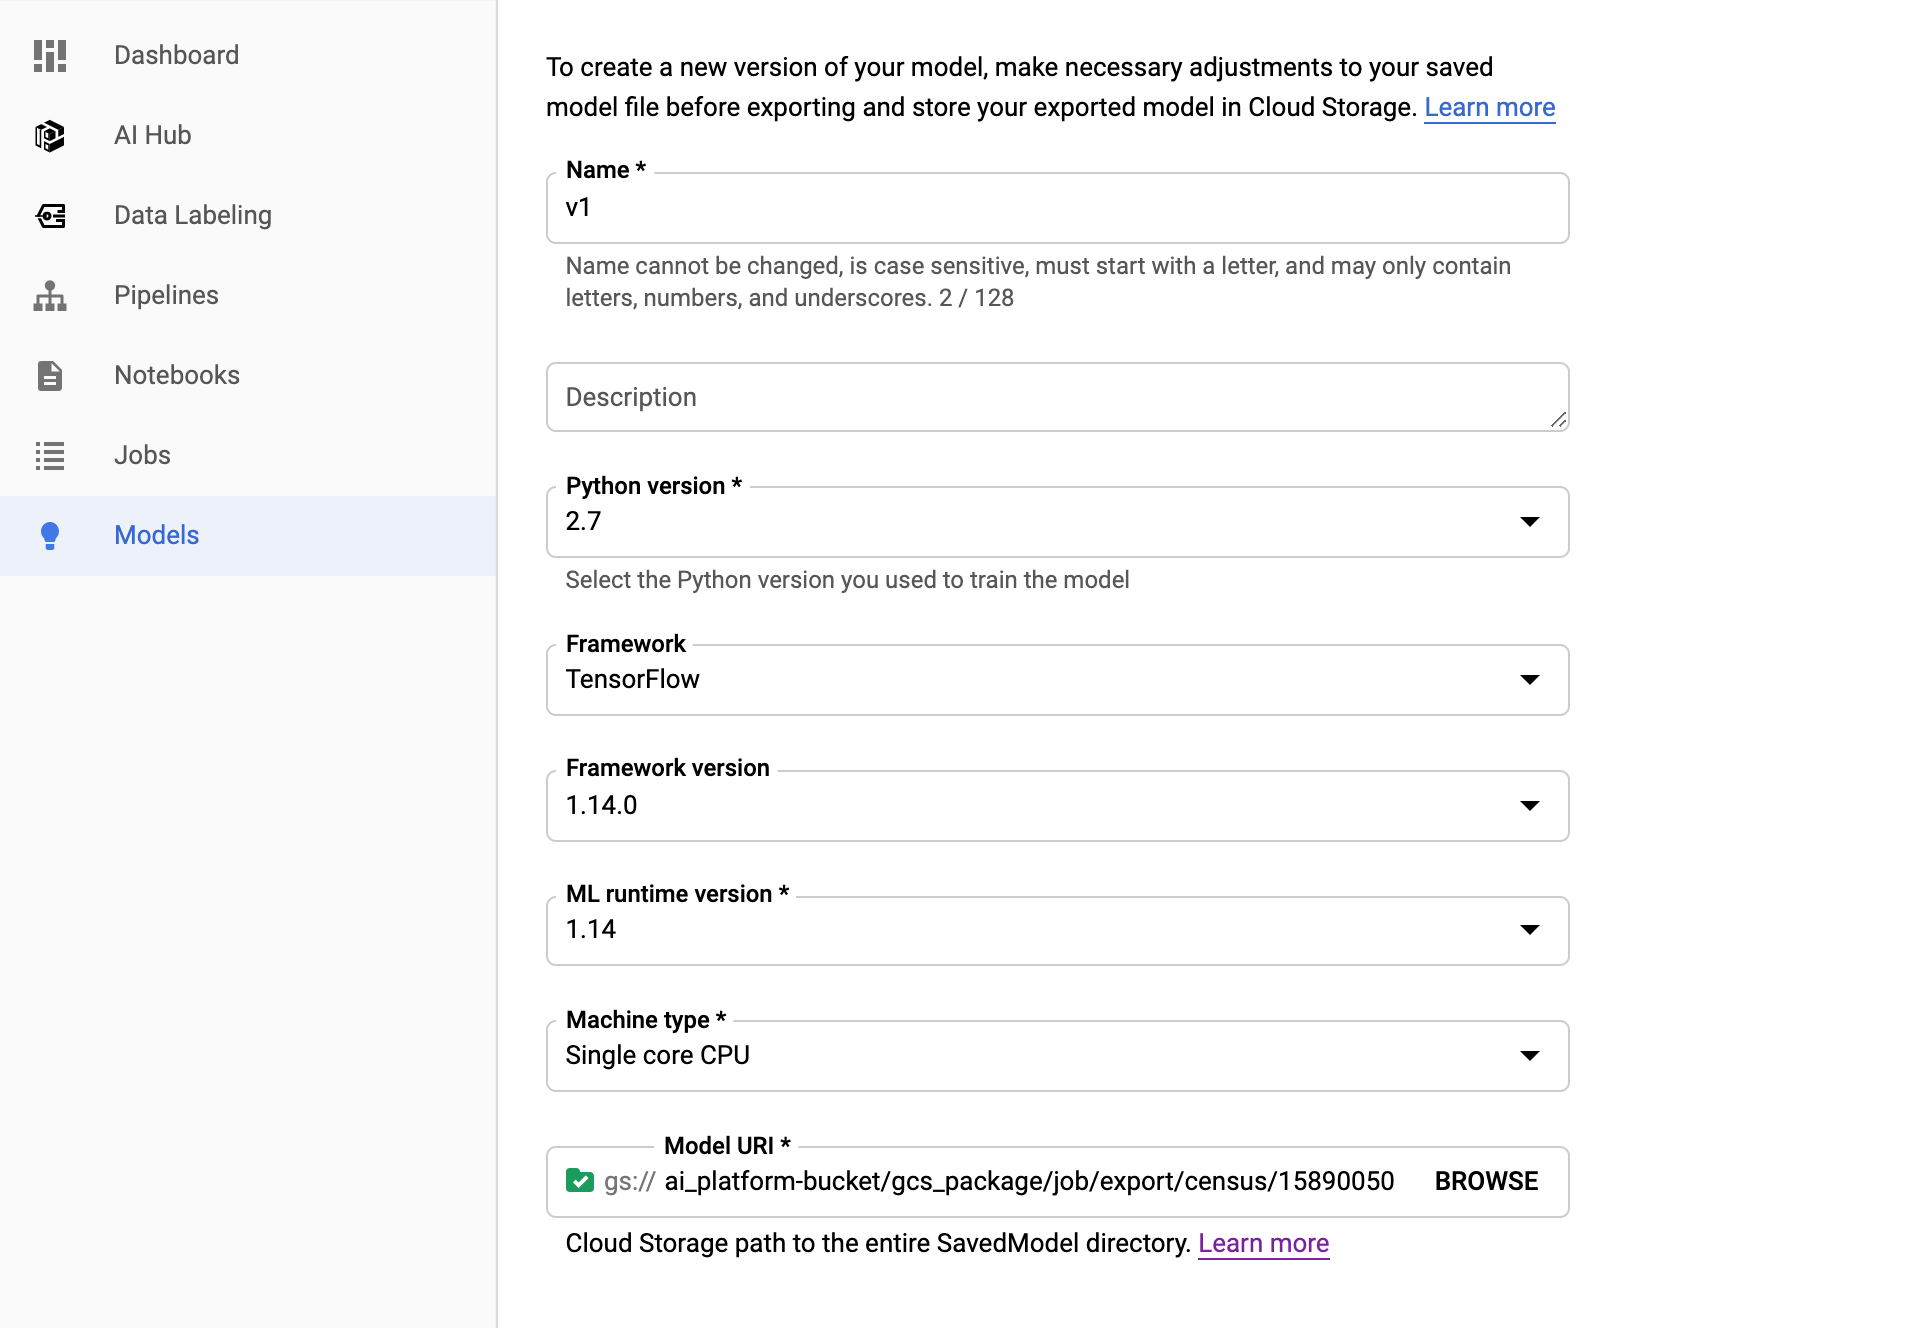 Dashboard
AI Hub
Data Labeling
Pipelines
Notebooks
Jobs
Models
To create a new version of your model, make necessary adjustments to your saved
model file before exporting and store your exported model in Cloud Storage. Learn more
Name *
v1
Name cannot be changed, is case sensitive, must start with a letter, and may only contain
letters, numbers, and underscores. 2 / 128
Description
Python version *
2.7
Select the Python version you used to train the model
Framework
TensorFlow
Framework version
1.14.0
ML runtime version *
1.14
Machine type *
Single core CPU
Model URI *
gs:// ai_platform-bucket/gcs_package/job/export/census/15890050 BROWSE
Cloud Storage path to the entire SavedModel directory. Learn more